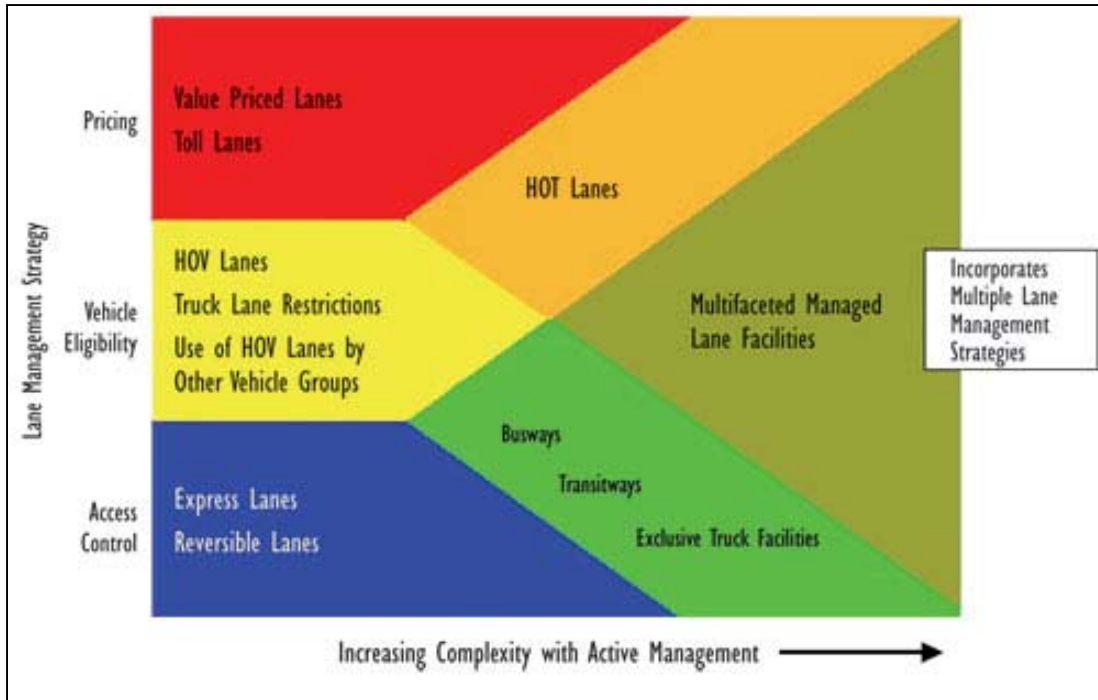 Lane Management Strategy
Pricing
Value Priced Lanes
Toll Lanes
HOT Lanes
Vehicle
Eligibility
HOV Lanes
Truck Lane Restrictions
Use of HOV Lanes by
Other Vehicle Groups
Multifaceted Managed
Lane Facilities
Incorporates
Multiple Lane
Management
Strategies
Access
Control
Express Lanes
Reversible Lanes
Busways
Transitways
Exclusive Truck Facilities
Increasing Complexity with Active Management